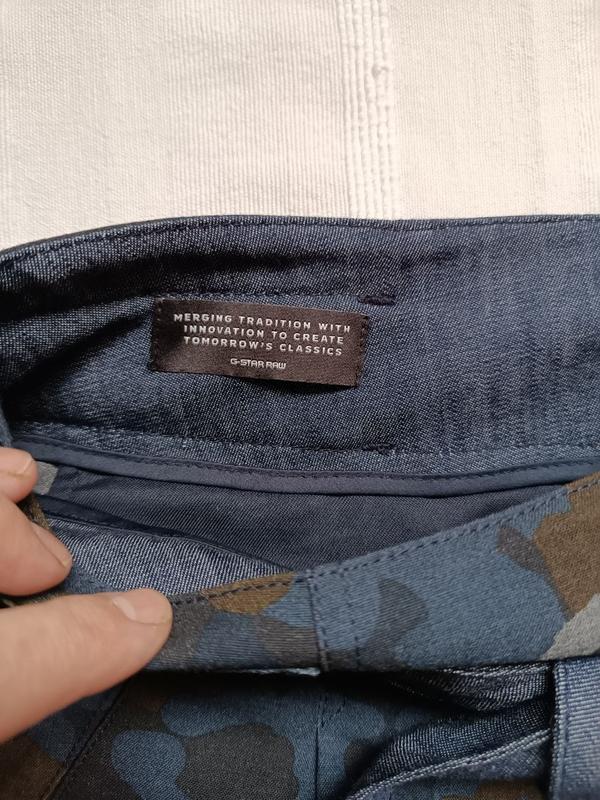 MERGING TRADITION WITH
INNOVATION TO CREATE
TOMORROW'S CLASSICS
G-STAR RAW